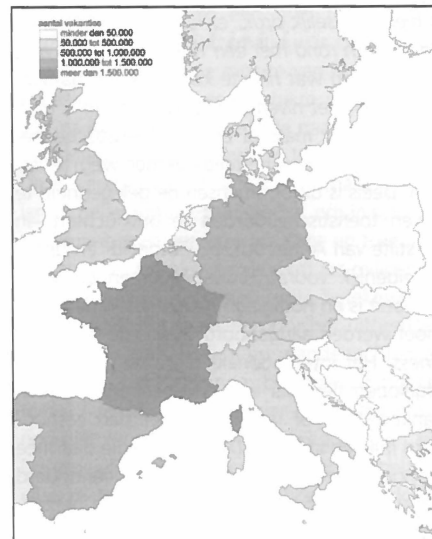 aantal vakanties
minder dan 50.000
50.000 tot 500.000
500.000 tot 1.000.000
1.000.000 tot 1.500.000
meer dan 1.500.000